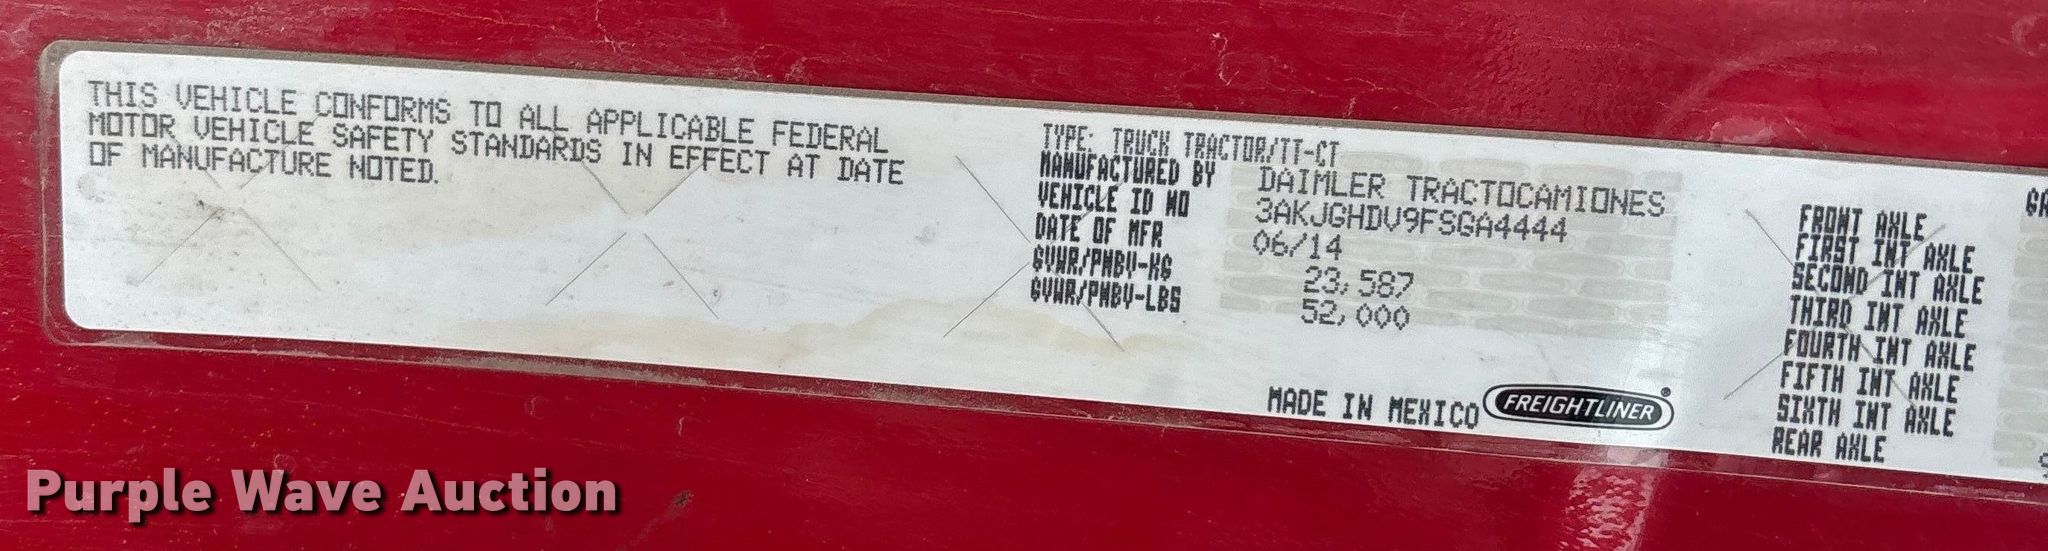 THIS VEHICLE CONFORMS TO ALL APPLICABLE FEDERAL
MOTOR VEHICLE SAFETY STANDARDS IN EFFECT AT DATE
OF MANUFACTURE NOTED.
TYPE: TRUCK TRACTOR/TT-CT
MANUFACTURED BY DAIMLER TRACTOCAMIONES
VEHICLE ID NO 3AKJGHDV9FSGA4444
DATE OF MFR 06/14
GVWR/PNBV-KG 23,587
GVWR/PNBV-LBS 52,000
MADE IN MEXICO FREIGHTLINER®
FRONT AXLE
FIRST INT AXLE
SECOND INT AXLE
THIRD INT AXLE
FOURTH INT AXLE
FIFTH INT AXLE
SIXTH INT AXLE
REAR AXLE
Purple Wave Auction